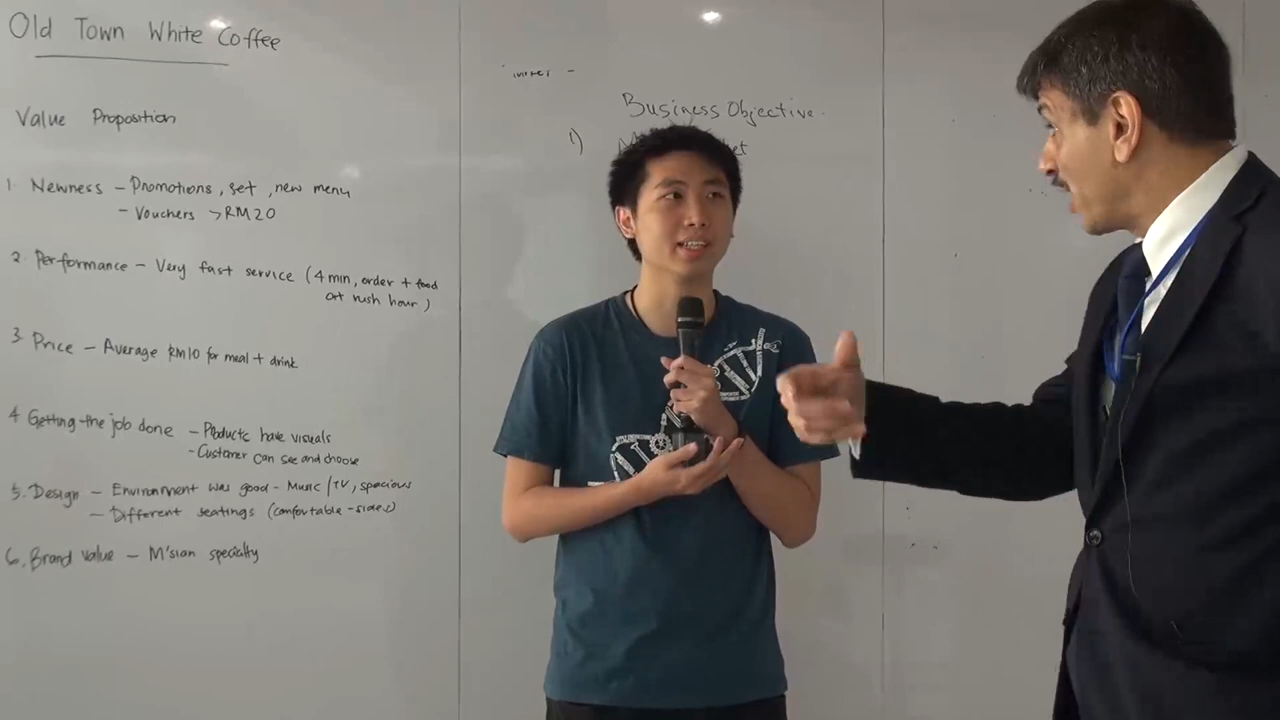 Old Town White Coffee
Value Proposition
1. Newness - Promotions, set, new menu
- Vouchers > RM20
2. Performance - Very fast service (4 min, order + food
at rush hour)
3. Price - Average RM10 for meal + drink
4 Getting the job done - Products have visuals
- Customer can see and choose
5. Design - Environment was good - Music / TV, spacious
- Different seatings (comfortable - sides)
6. Brand value - M'sian specialty
Business Objective.
1)